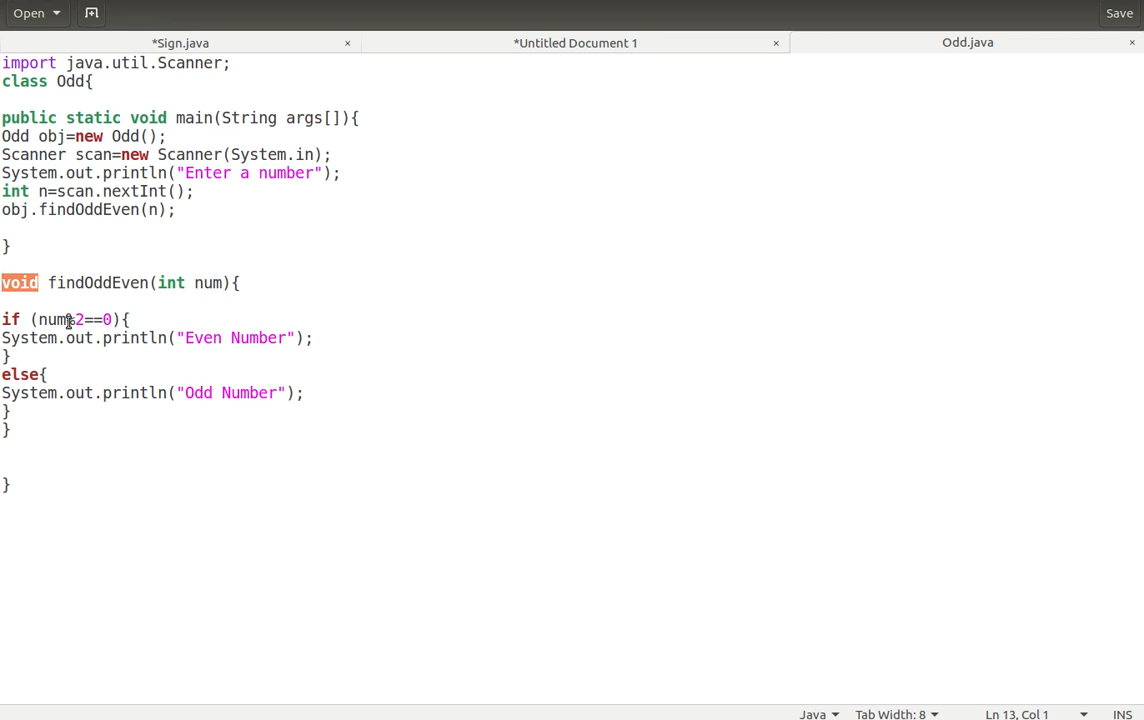 Open Save
*Sign.java × *Untitled Document 1 × Odd.java ×
import java.util.Scanner;
class Odd{
public static void main(String args[]){
Odd obj=new Odd();
Scanner scan=new Scanner(System.in);
System.out.println("Enter a number");
int n=scan.nextInt();
obj.findOddEven(n);
}
void findOddEven(int num){
if (num%2==0){
System.out.println("Even Number");
}
else{
System.out.println("Odd Number");
}
}
}
Java Tab Width: 8 Ln 13, Col 1 INS